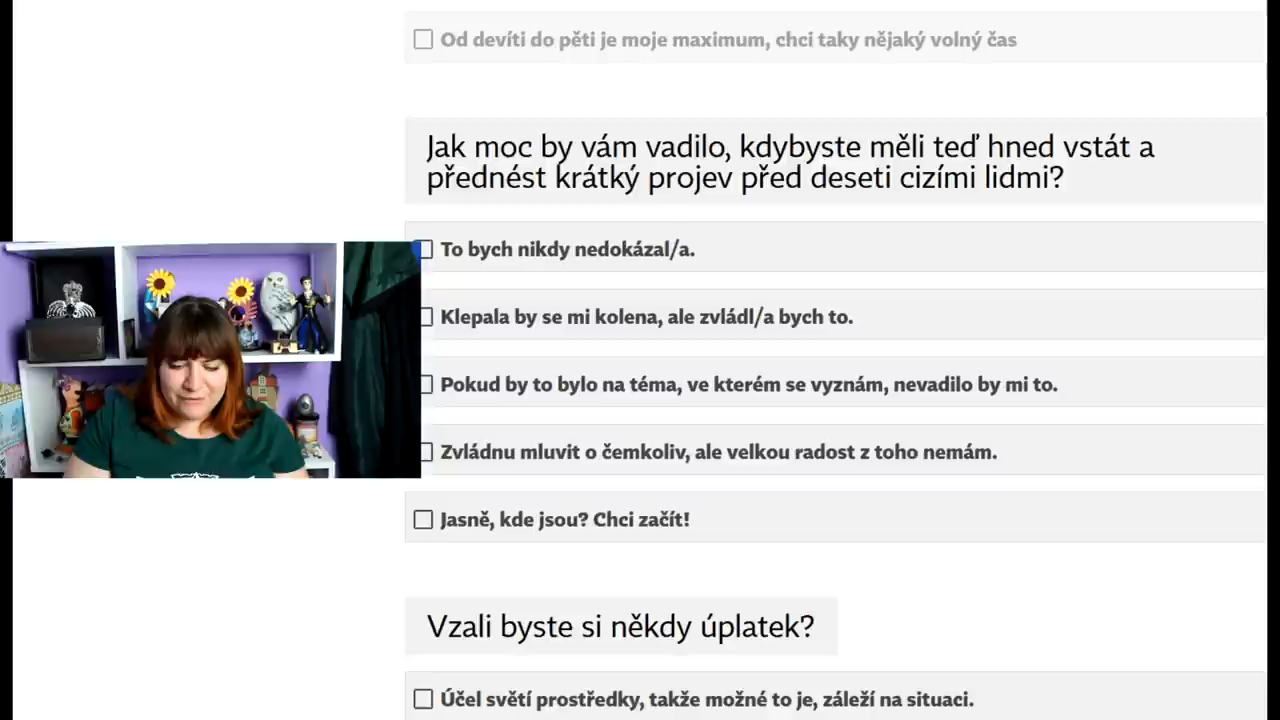 Od devíti do pěti je moje maximum, chci taky nějaký volný čas
Jak moc by vám vadilo, kdybyste měli teď hned vstát a
přednést krátký projev před deseti cizími lidmi?
To bych nikdy nedokázal/a.
Klepala by se mi kolena, ale zvládl/a bych to.
Pokud by to bylo na téma, ve kterém se vyznám, nevadilo by mi to.
Zvládnu mluvit o čemkoliv, ale velkou radost z toho nemám.
Jasně, kde jsou? Chci začít!
Vzali byste si někdy úplatek?
Účel světí prostředky, takže možné to je, záleží na situaci.